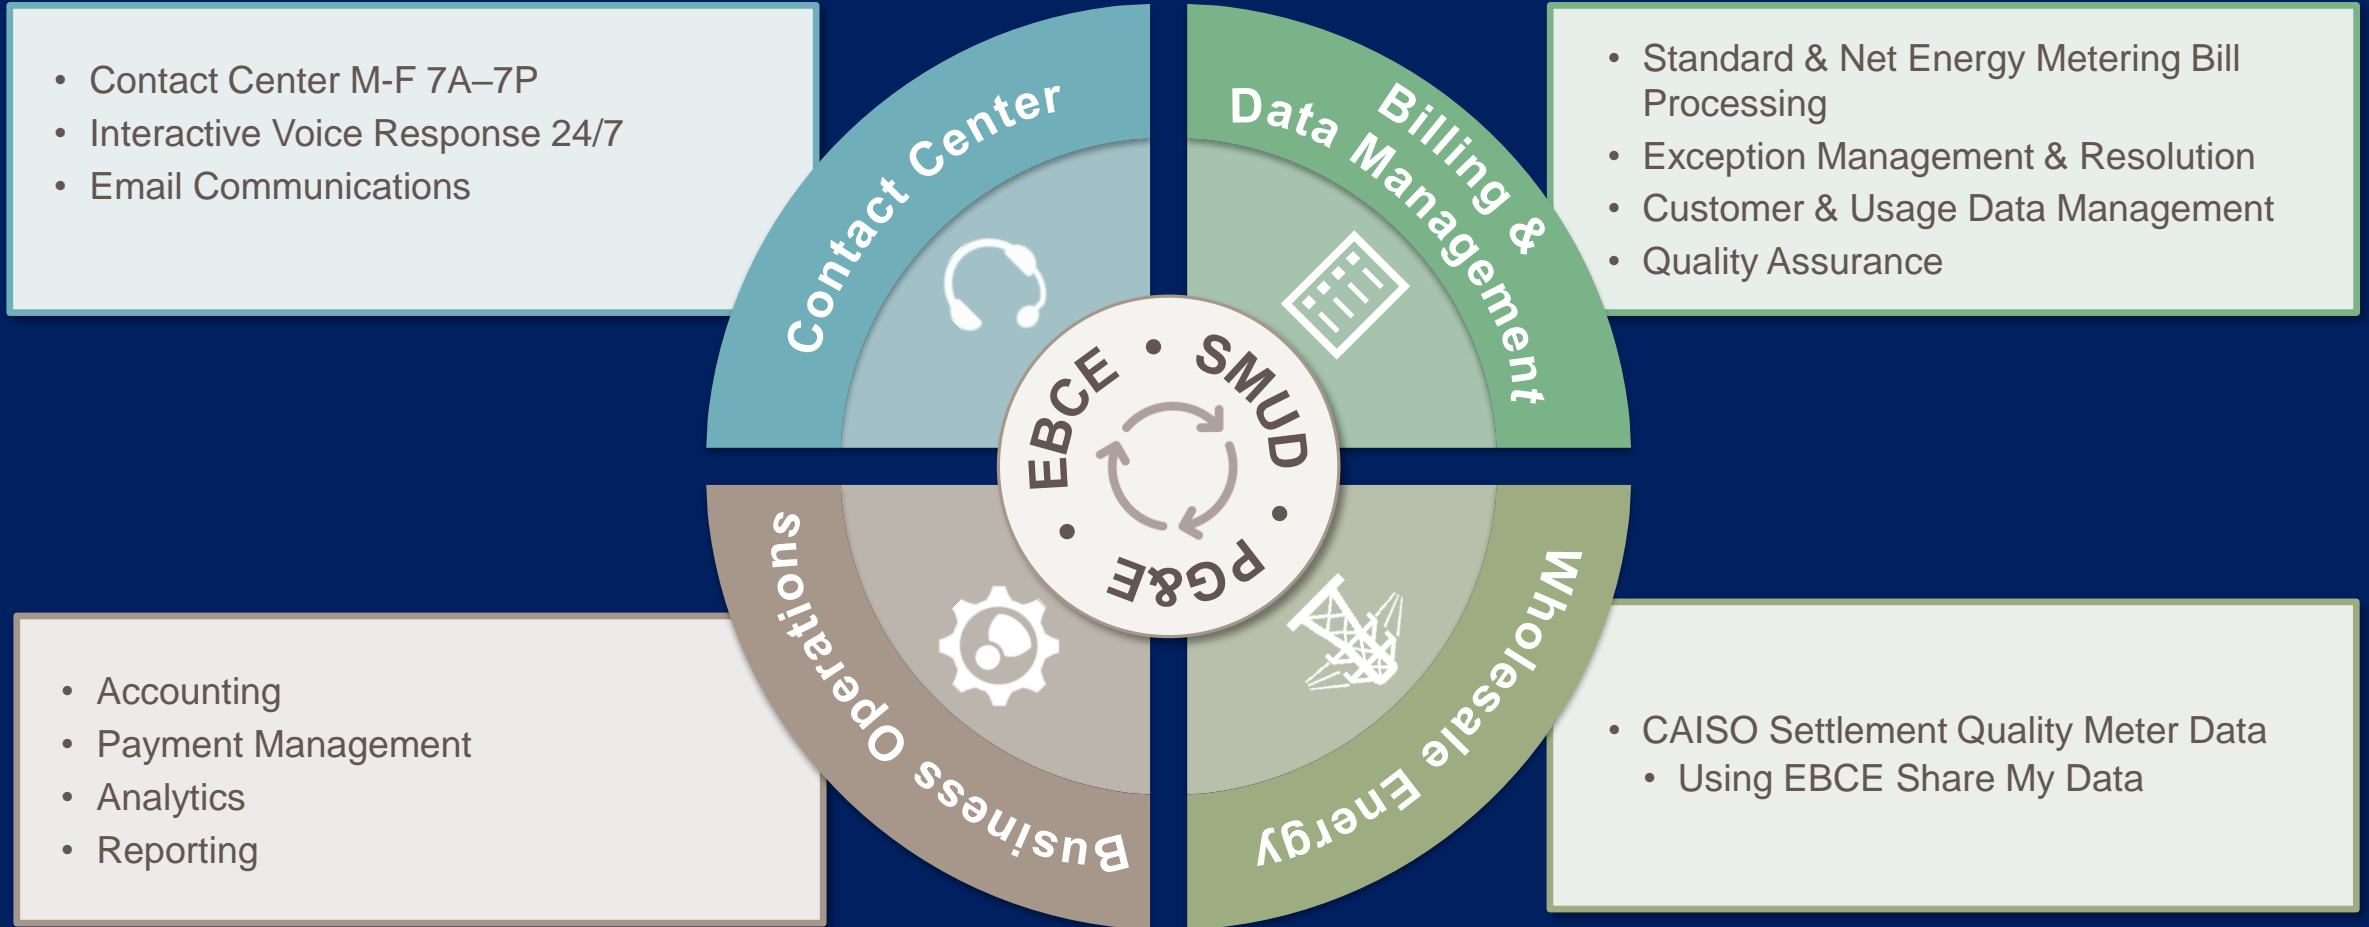 • Contact Center M-F 7A–7P
• Interactive Voice Response 24/7
• Email Communications
Contact Center
Billing &
Data Management
• Standard & Net Energy Metering Bill
Processing
• Exception Management & Resolution
• Customer & Usage Data Management
• Quality Assurance
EBCE • SMUD • PG&E •
Business Operations
• Accounting
• Payment Management
• Analytics
• Reporting
Wholesale Energy
• CAISO Settlement Quality Meter Data
• Using EBCE Share My Data